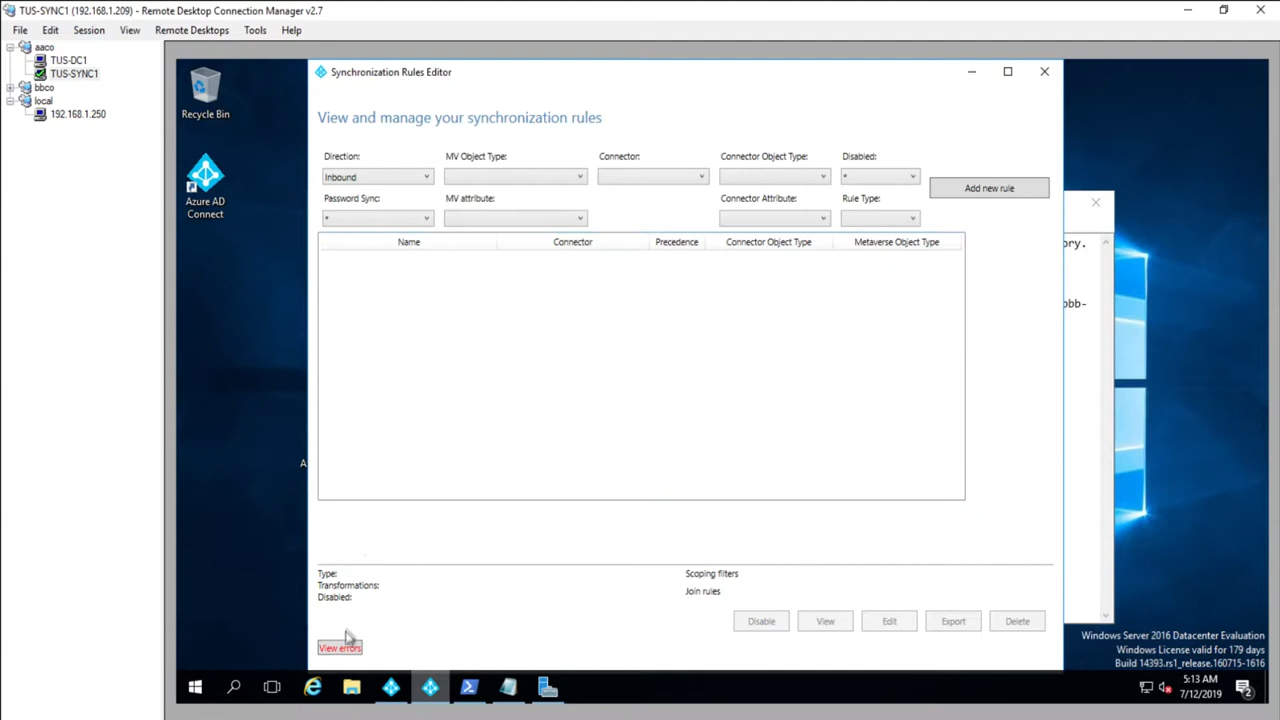 TUS-SYNC1 (192.168.1.209) - Remote Desktop Connection Manager v2.7
File Edit Session View Remote Desktops Tools Help
aaco
TUS-DC1
TUS-SYNC1
bbco
local
192.168.1.250
Recycle Bin
Azure AD
Connect
A
Synchronization Rules Editor
View and manage your synchronization rules
Direction: MV Object Type: Connector: Connector Object Type: Disabled:
Inbound *
Add new rule
Password Sync: MV attribute: Connector Attribute: Rule Type:
*
Name Connector Precedence Connector Object Type Metaverse Object Type
ory.
obb-
Type:
Transformations:
Disabled:
Scoping filters
Join rules
Disable View Edit Export Delete
View errors
Windows Server 2016 Datacenter Evaluation
Windows License valid for 179 days
Build 14393.rs1_release.160715-1616
5:13 AM
7/12/2019
2